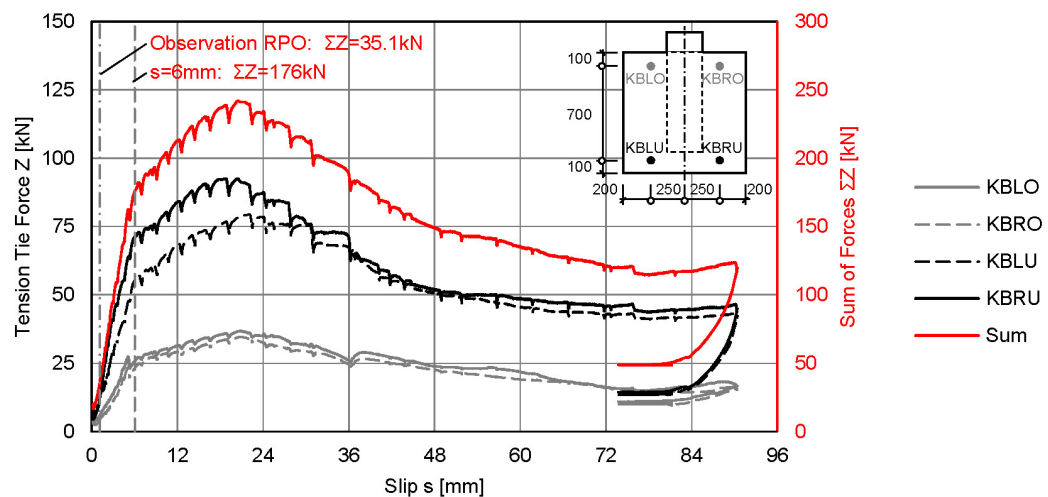 150
125
100
75
50
25
0
Tension Tie Force Z [kN]
Observation RPO: ΣZ=35.1kN
s=6mm: ΣZ=176kN
100
700
100
KBLO
KBRO
KBLU
KBRU
200
250
250
200
300
250
200
150
100
50
0
Sum of Forces ΣZ [kN]
0
12
24
36
48
60
72
84
96
Slip s [mm]
KBLO
KBRO
KBLU
KBRU
Sum